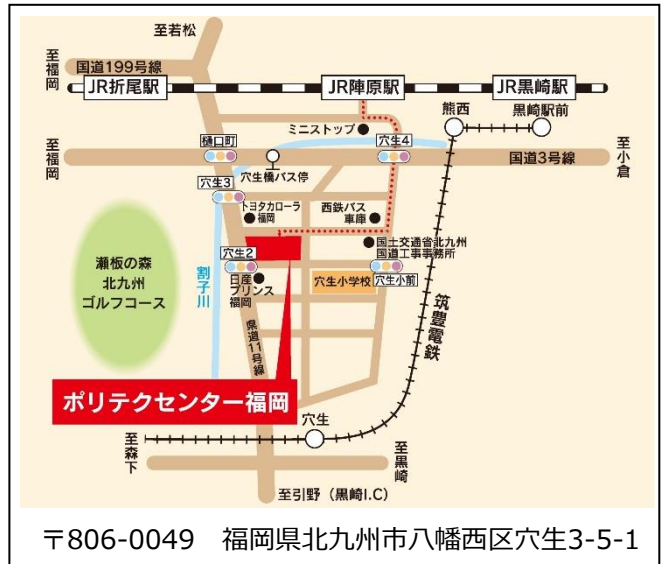 至若松
至福岡
国道199号線
JR折尾駅
JR陣原駅
JR黒崎駅
熊西
黒崎駅前
ミニストップ
樋口町
穴生4
至福岡
穴生橋バス停
国道3号線
至小倉
穴生3
トヨタカローラ
福岡
西鉄バス
車庫
国土交通省北九州
国道工事事務所
穴生2
日産
プリンス
福岡
穴生小学校
穴生小前
瀬板の森
北九州
ゴルフコース
割子川
県道11号線
筑豊電鉄
ポリテクセンター福岡
穴生
至森下
至黒崎
至引野（黒崎I.C）
〒806-0049 福岡県北九州市八幡西区穴生3-5-1